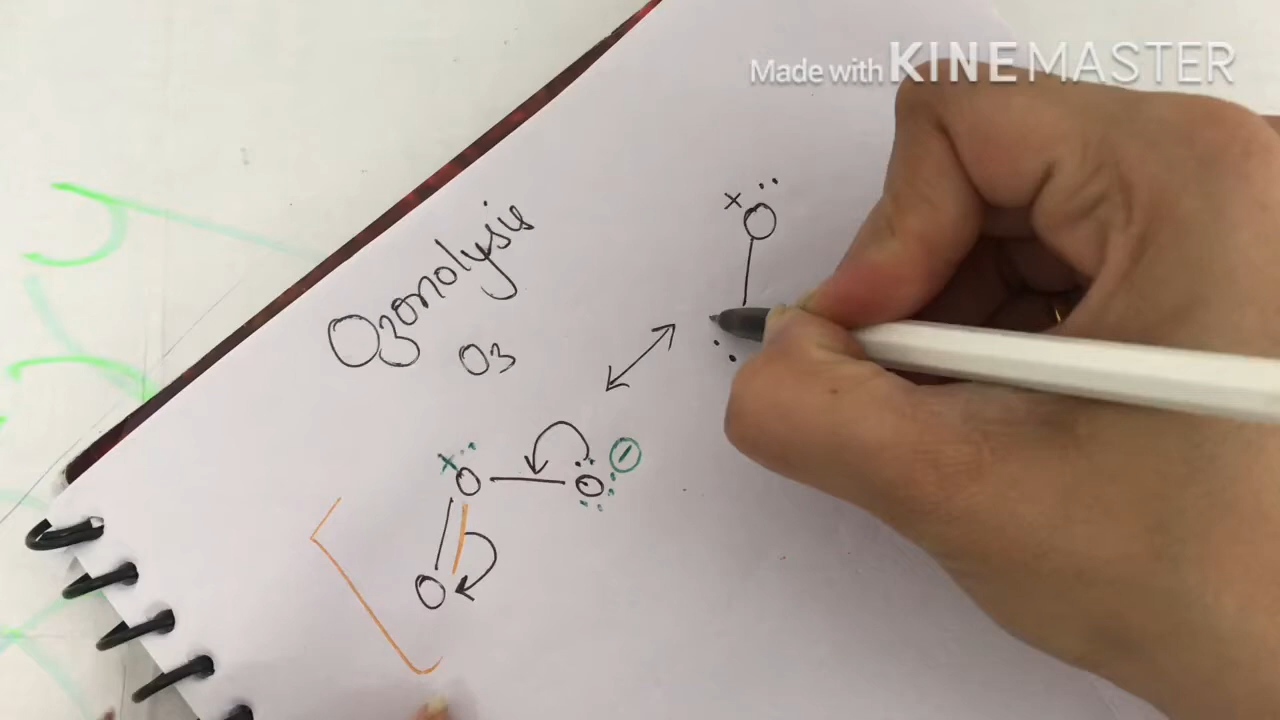 Made with KINEMASTER
Ozonolysis
O3
+ O
+ O O -
O